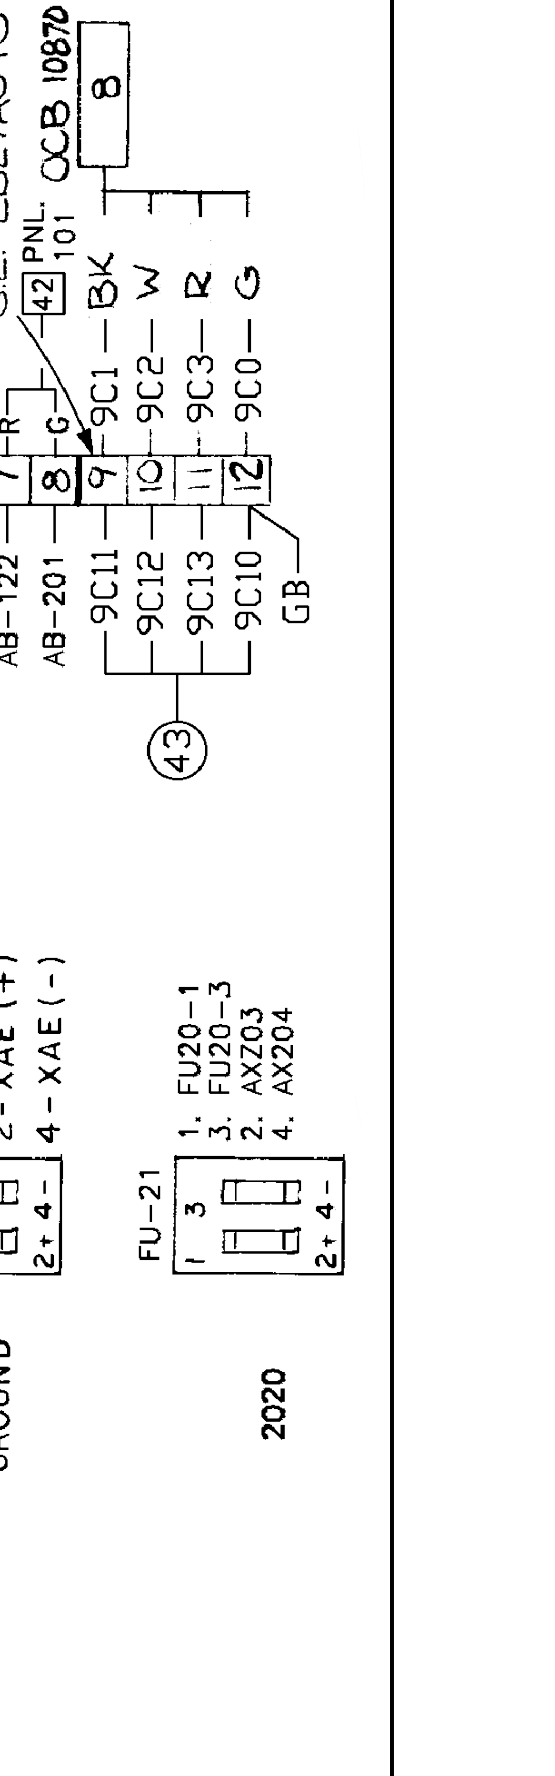 OCB 10870
8
PNL.
101
42
R
G
8
AB-122
AB-201
9C11 9 9C1 BK
9C12 10 9C2 W
9C13 11 9C3 R
9C10 12 9C0 G
GB
43
2-XAE(+)
4-XAE(-)
2+ 4-
FU-21
1 3
2+ 4-
1. FU20-1
3. FU20-3
2. AXZ03
4. AX204
GROUND
2020